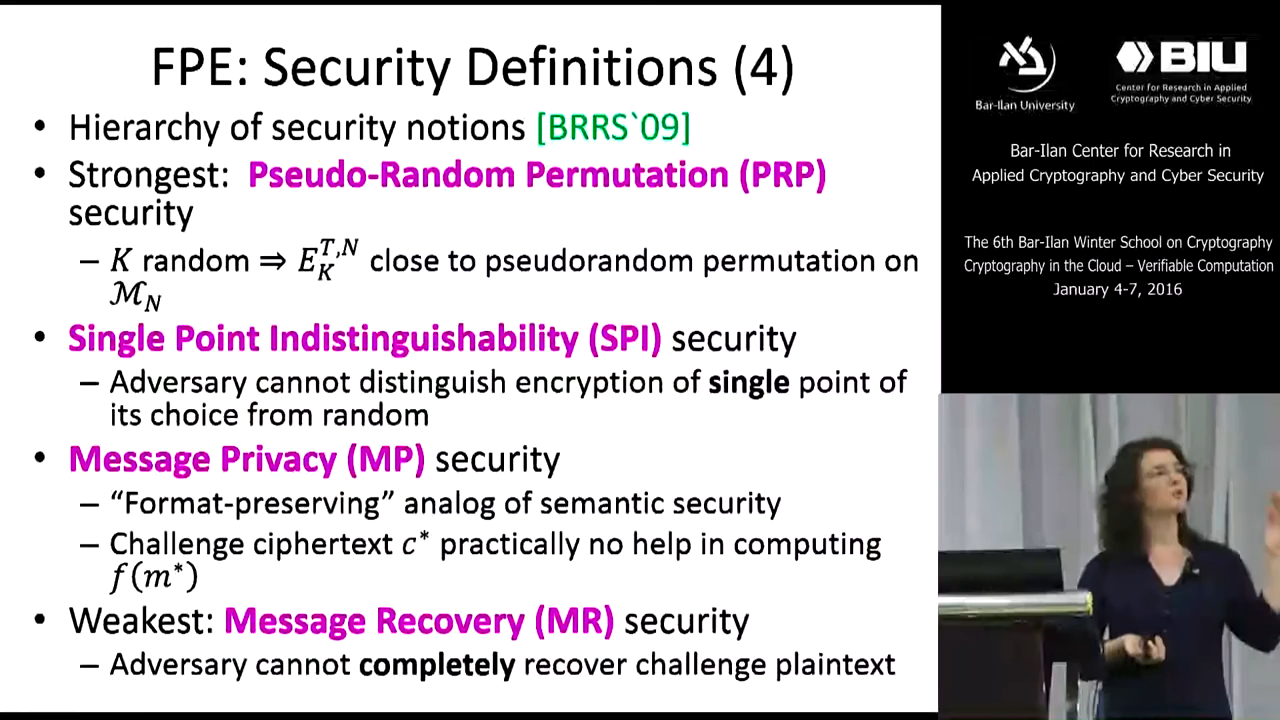 FPE: Security Definitions (4)
• Hierarchy of security notions [BRRS`09]
• Strongest: Pseudo-Random Permutation (PRP)
security
– K random ⇒ E_K^{T,N} close to pseudorandom permutation on
ℳ_N
• Single Point Indistinguishability (SPI) security
– Adversary cannot distinguish encryption of single point of
its choice from random
• Message Privacy (MP) security
– “Format-preserving” analog of semantic security
– Challenge ciphertext c* practically no help in computing
f(m*)
• Weakest: Message Recovery (MR) security
– Adversary cannot completely recover challenge plaintext
Bar-Ilan University
BIU
Center for Research in Applied
Cryptography and Cyber Security
Bar-Ilan Center for Research in
Applied Cryptography and Cyber Security
The 6th Bar-Ilan Winter School on Cryptography
Cryptography in the Cloud – Verifiable Computation
January 4-7, 2016